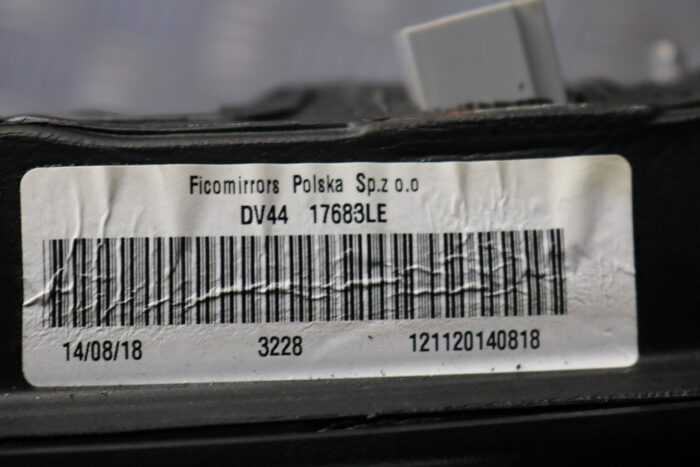 Ficomirrors Polska Sp.z o.o
DV44 17683LE
14/08/18 3228 121120140818